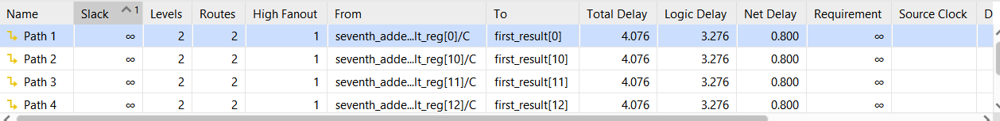 Name Slack 1 Levels Routes High Fanout From To Total Delay Logic Delay Net Delay Requirement Source Clock D
Path 1 ∞ 2 2 1 seventh_adde...lt_reg[0]/C first_result[0] 4.076 3.276 0.800 ∞
Path 2 ∞ 2 2 1 seventh_adde...lt_reg[10]/C first_result[10] 4.076 3.276 0.800 ∞
Path 3 ∞ 2 2 1 seventh_adde...lt_reg[11]/C first_result[11] 4.076 3.276 0.800 ∞
Path 4 ∞ 2 2 1 seventh_adde...lt_reg[12]/C first_result[12] 4.076 3.276 0.800 ∞